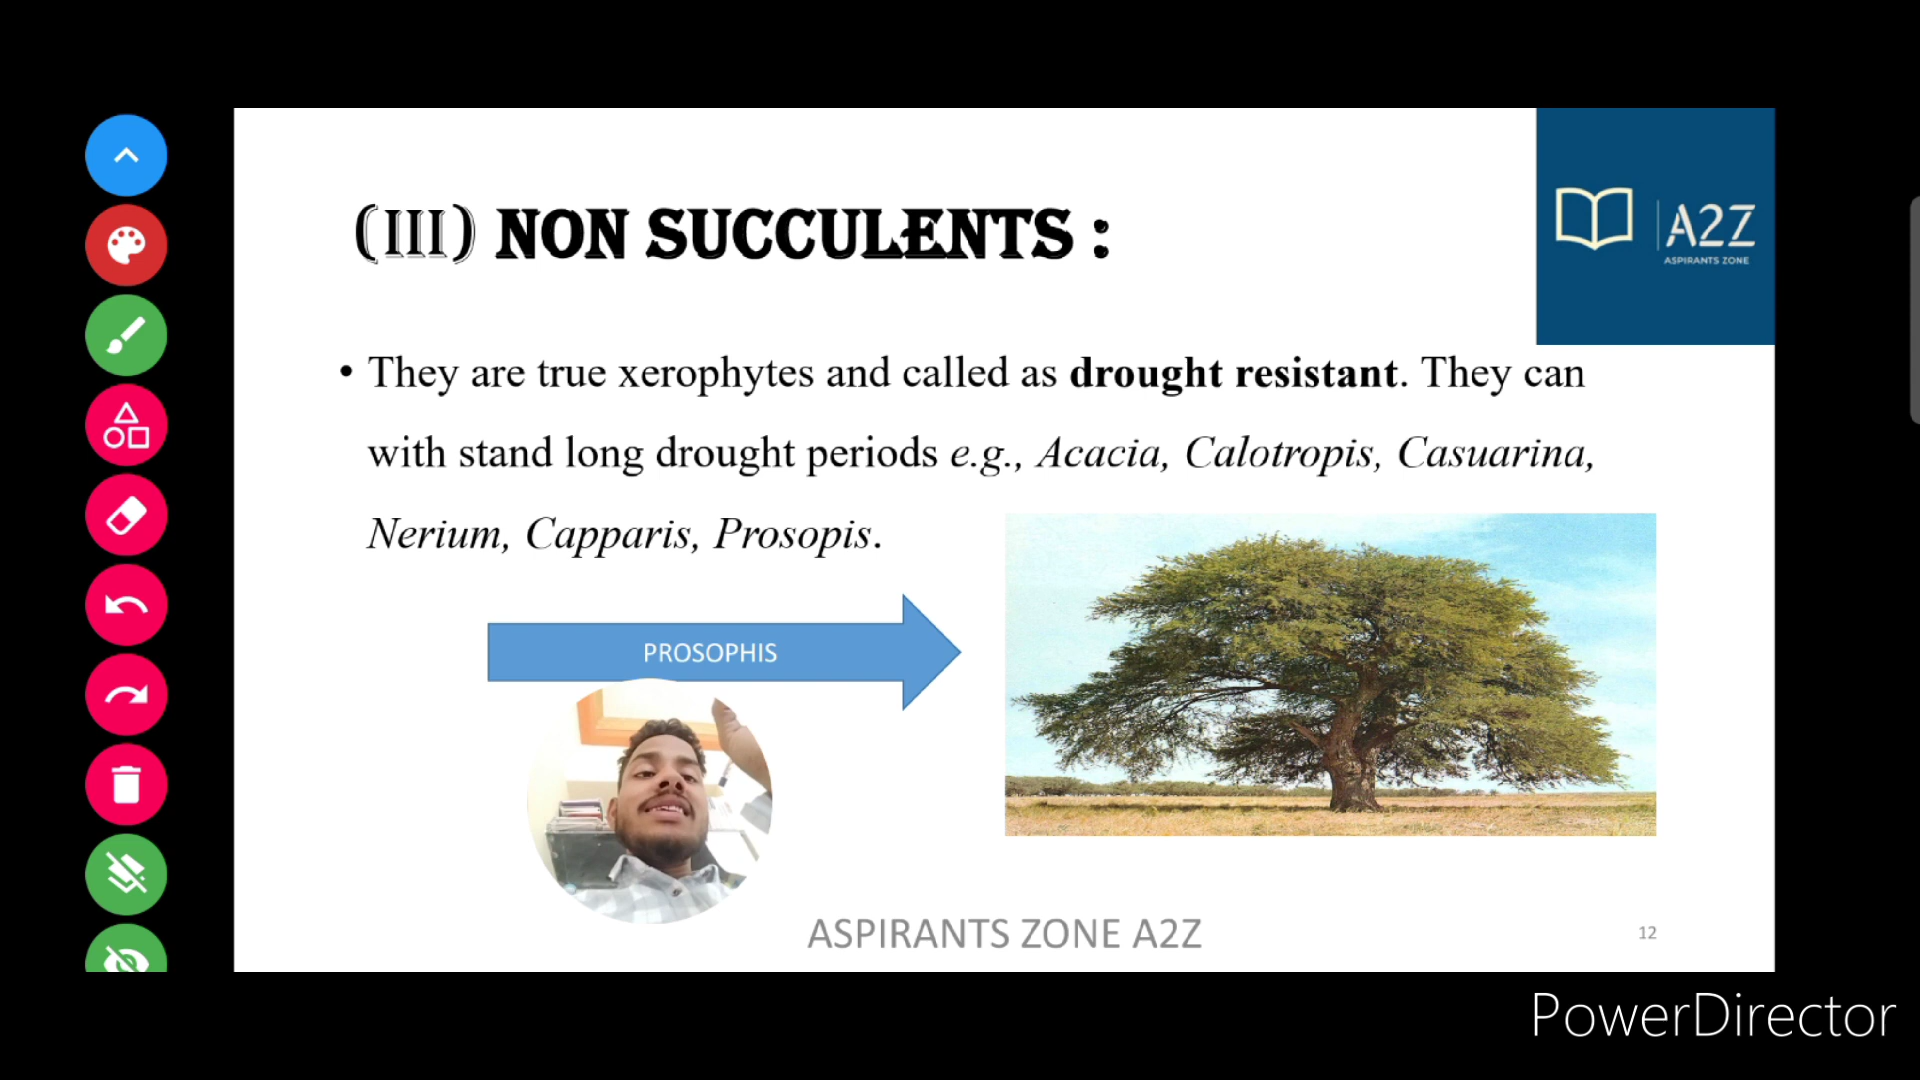 (III) NON SUCCULENTS :
A2Z
ASPIRANTS ZONE
• They are true xerophytes and called as drought resistant. They can
with stand long drought periods e.g., Acacia, Calotropis, Casuarina,
Nerium, Capparis, Prosopis.
PROSOPHIS
ASPIRANTS ZONE A2Z
12
PowerDirector